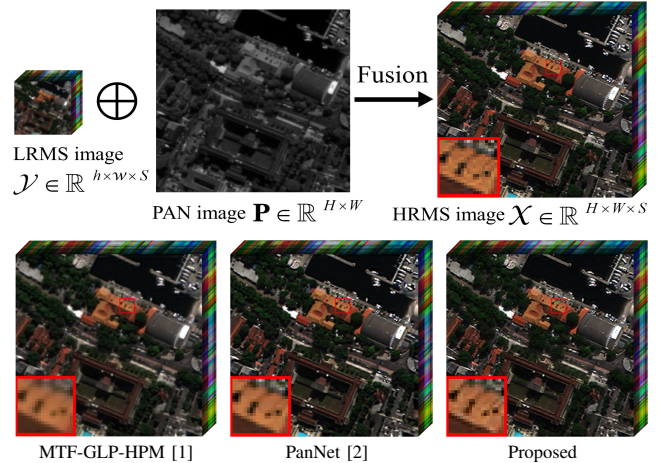 Fusion
LRMS image
𝒴 ∈ ℝ h×w×S
PAN image P ∈ ℝ H×W
HRMS image 𝒳 ∈ ℝ H×W×S
MTF-GLP-HPM [1]
PanNet [2]
Proposed